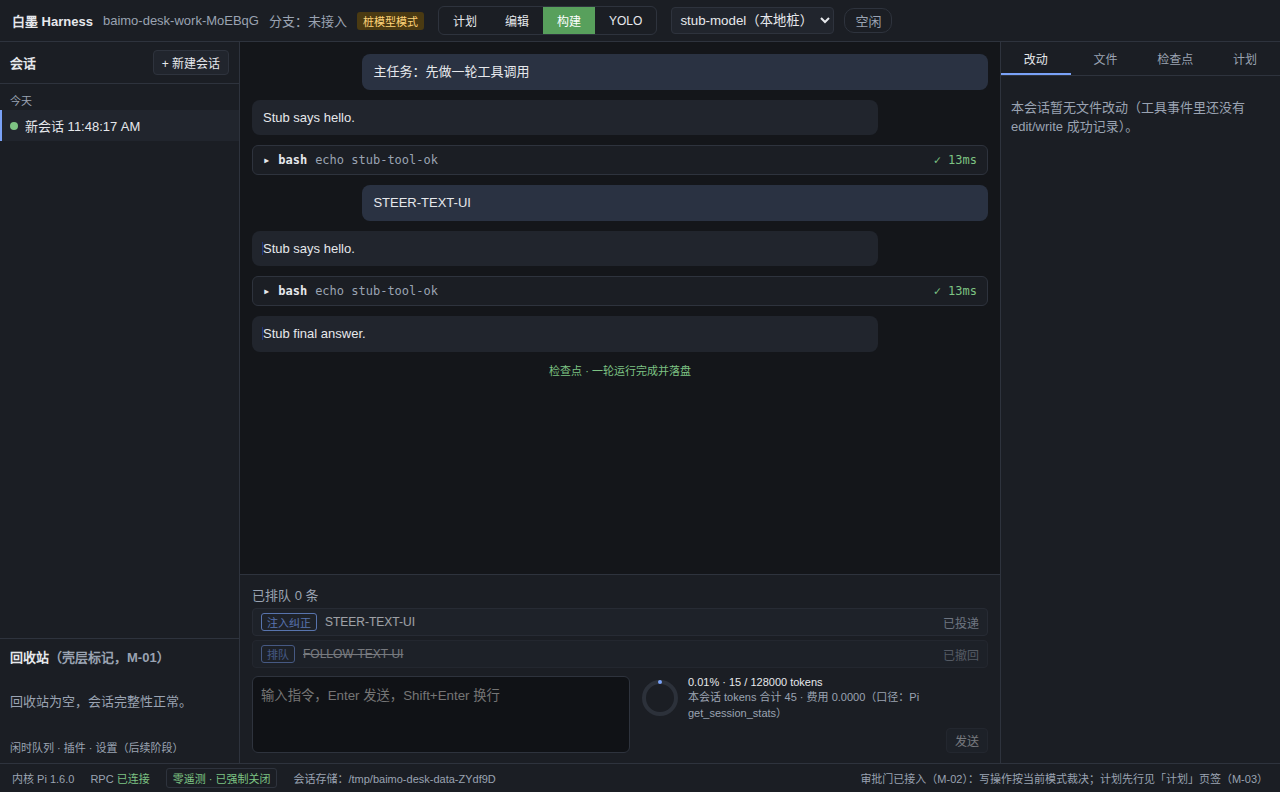 白墨 Harness baimo-desk-work-MoEBqG 分支：未接入 桩模型模式 计划 编辑 构建 YOLO stub-model（本地桩） 空闲
会话 + 新建会话
今天
新会话 11:48:17 AM
回收站（壳层标记，M-01）
回收站为空，会话完整性正常。
闲时队列 · 插件 · 设置（后续阶段）
主任务：先做一轮工具调用
Stub says hello.
▸ bash echo stub-tool-ok ✓ 13ms
STEER-TEXT-UI
Stub says hello.
▸ bash echo stub-tool-ok ✓ 13ms
Stub final answer.
检查点 · 一轮运行完成并落盘
已排队 0 条
注入纠正 STEER-TEXT-UI 已投递
排队 FOLLOW-TEXT-UI 已撤回
输入指令，Enter 发送，Shift+Enter 换行
0.01% · 15 / 128000 tokens
本会话 tokens 合计 45 · 费用 0.0000（口径：Pi
get_session_stats）
发送
改动 文件 检查点 计划
本会话暂无文件改动（工具事件里还没有
edit/write 成功记录）。
内核 Pi 1.6.0 RPC 已连接 零遥测 · 已强制关闭 会话存储：/tmp/baimo-desk-data-ZYdf9D 审批门已接入（M-02）：写操作按当前模式裁决；计划先行见「计划」页签（M-03）